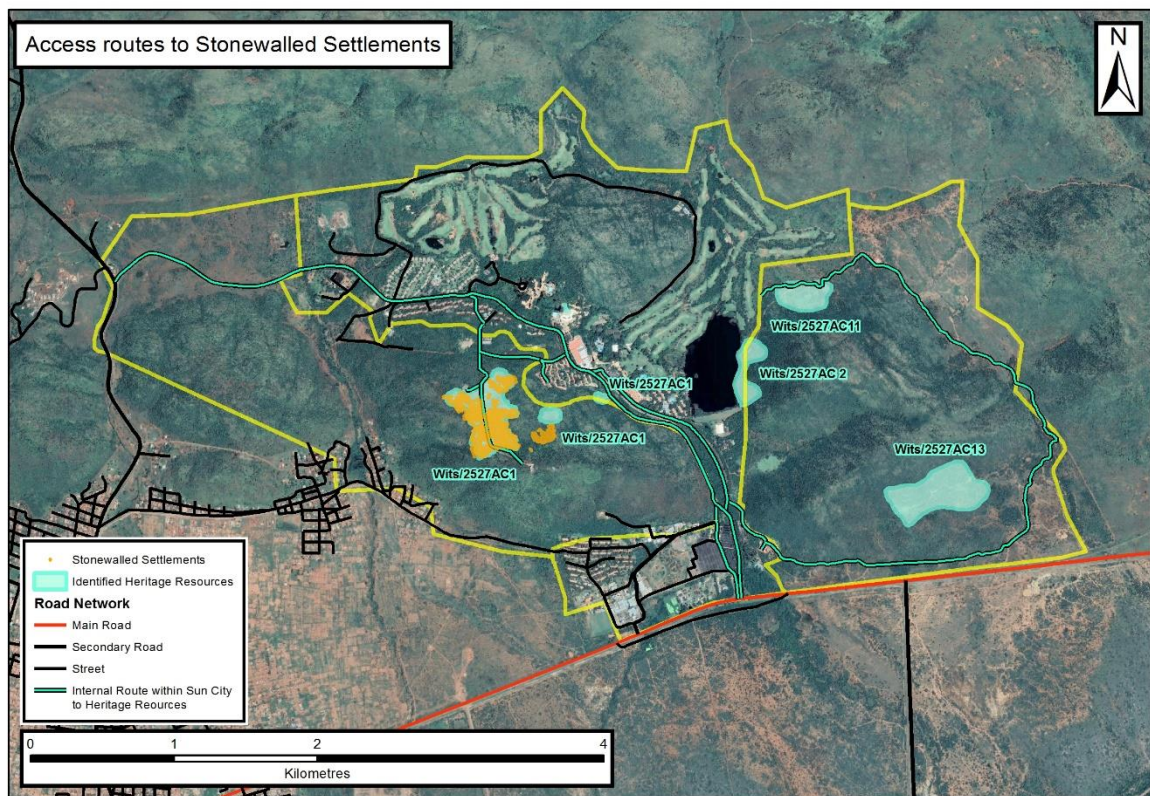 Access routes to Stonewalled Settlements
N
Wits/2527AC11
Wits/2527AC 2
Wits/2527AC1
Wits/2527AC1
Wits/2527AC1
Wits/2527AC13
Stonewalled Settlements
Identified Heritage Resources
Road Network
Main Road
Secondary Road
Street
Internal Route within Sun City
to Heritage Reources
0 1 2 4
Kilometres